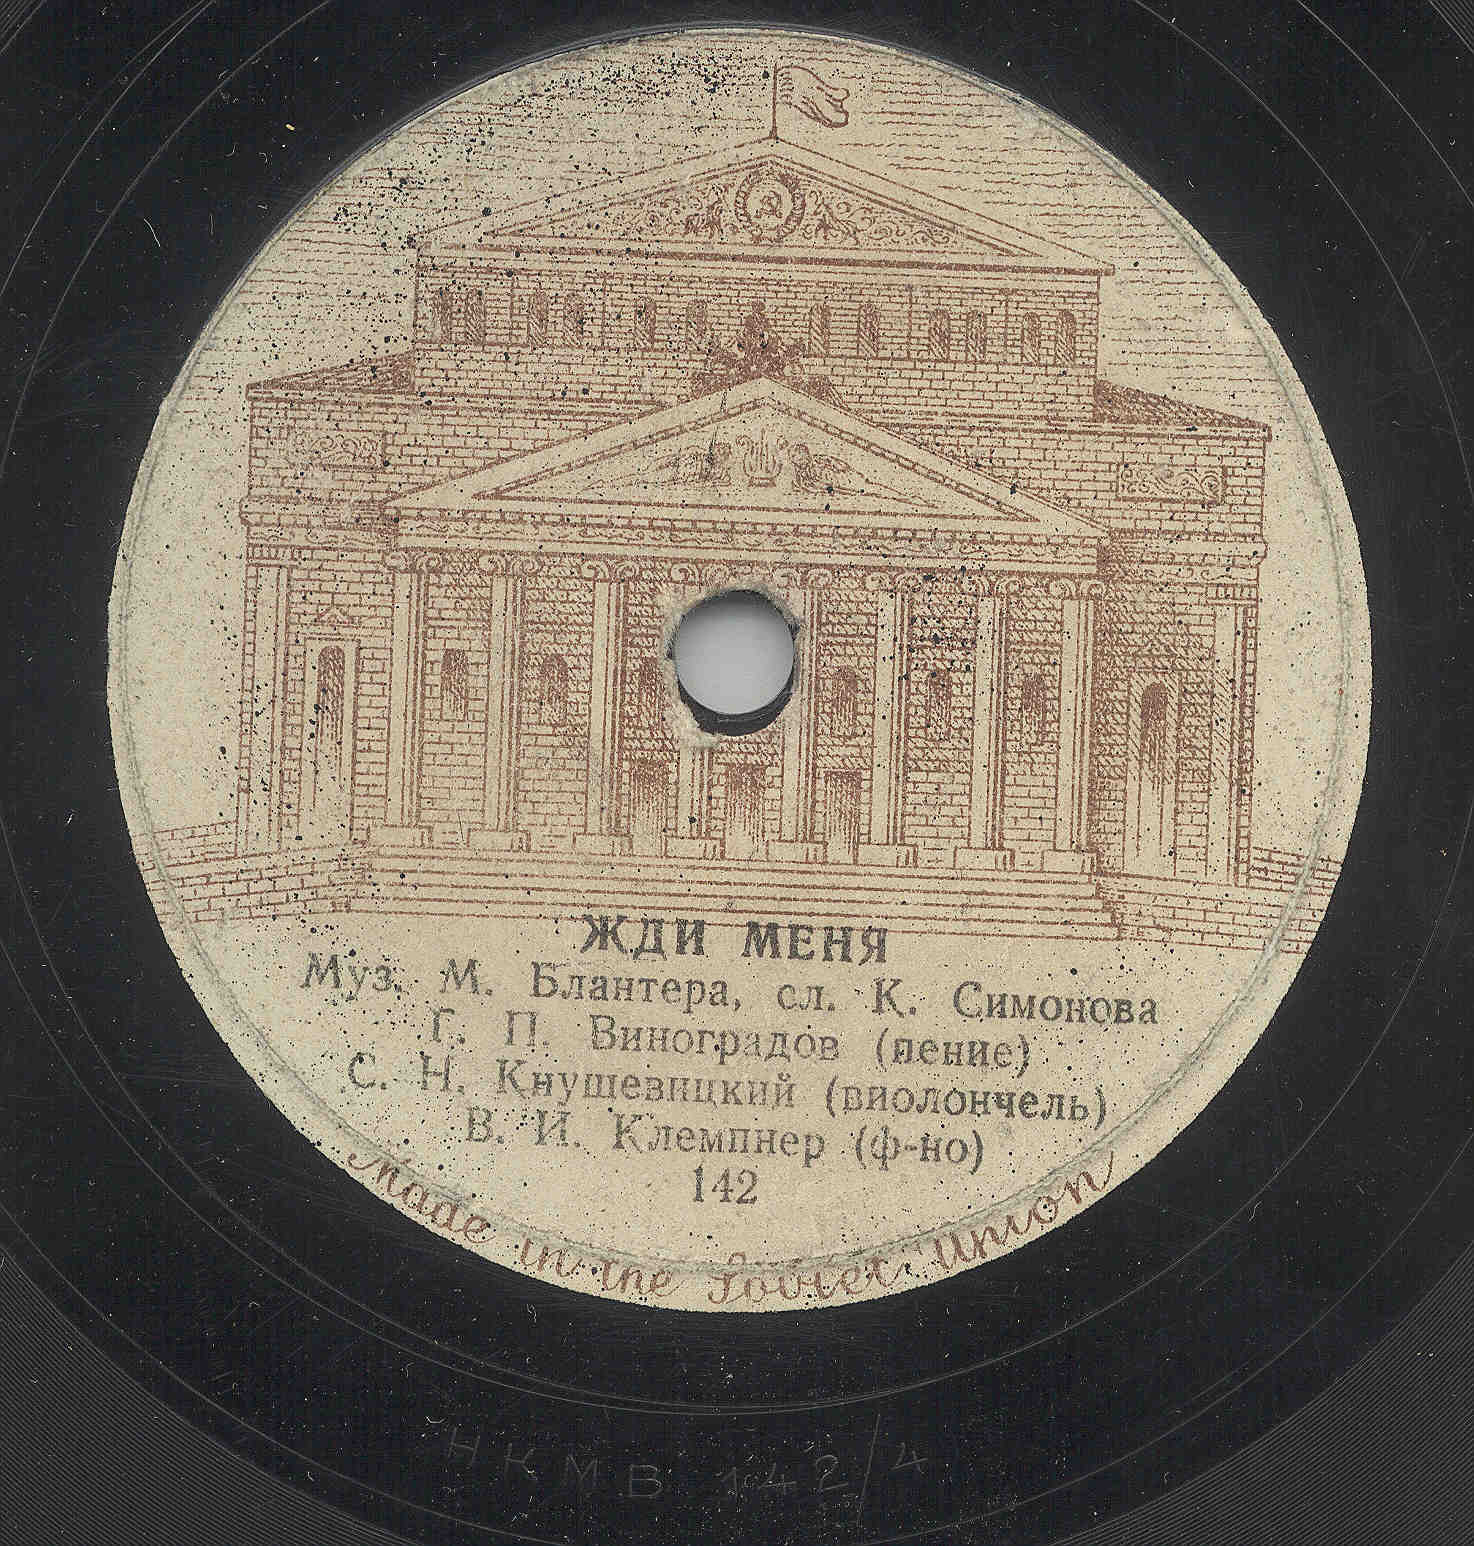 ЖДИ МЕНЯ
Муз. М. Блантера, сл. К. Симонова
Г. П. Виноградов (пение)
С. Н. Кнушевицкий (виолончель)
В. И. Клемпнер (ф-но)
142
Made in the Soviet Union
НКМВ 142/4